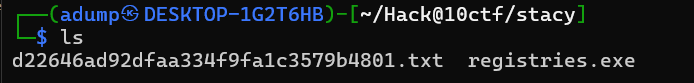 ┌──(adump㉿DESKTOP-1G2T6HB)-[~/Hack@10ctf/stacy]
└─$ ls
d22646ad92dfaa334f9fa1c3579b4801.txt  registries.exe